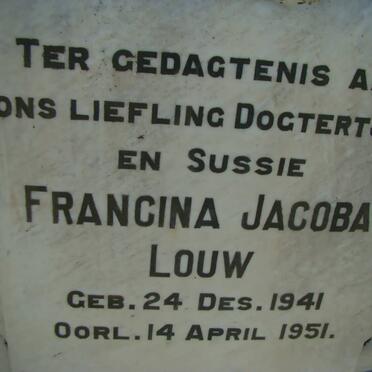 TER GEDAGTENIS A
ONS LIEFLING DOGTERT
EN SUSSIE
FRANCINA JACOBA
LOUW
GEB. 24 DES. 1941
OORL. 14 APRIL 1951.